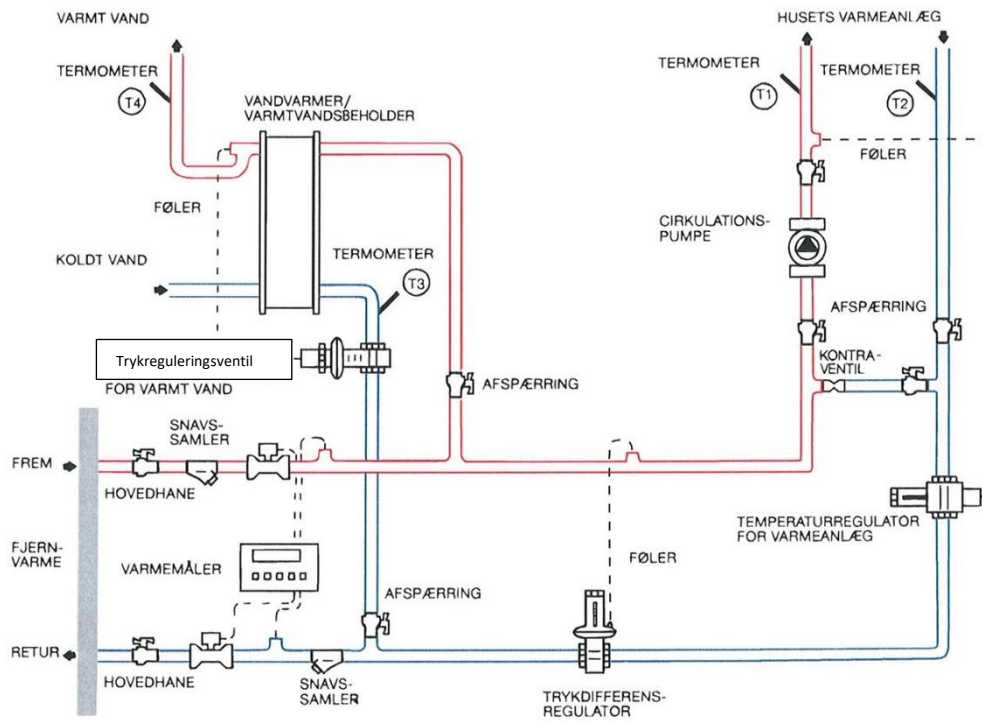 VARMT VAND
HUSETS VARMEANLÆG
TERMOMETER
T4
VANDVARMER/
VARMTVANDSBEHOLDER
TERMOMETER
T1
TERMOMETER
T2
FØLER
FØLER
CIRKULATIONS-
PUMPE
KOLDT VAND
TERMOMETER
T3
AFSPÆRRING
Trykreguleringsventil
FOR VARMT VAND
KONTRA-
VENTIL
AFSPÆRRING
SNAVS-
SAMLER
FREM
HOVEDHANE
TEMPERATURREGULATOR
FOR VARMEANLÆG
FJERN-
VARME
VARMEMÅLER
FØLER
AFSPÆRRING
RETUR
HOVEDHANE
SNAVS-
SAMLER
TRYKDIFFERENS-
REGULATOR